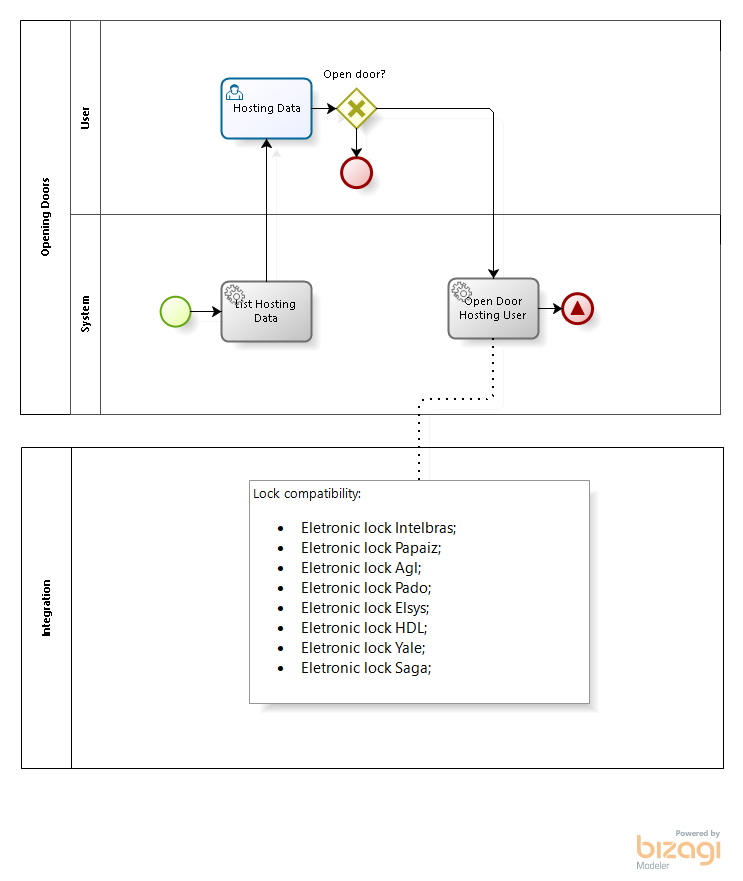 Opening Doors
User
Open door?
Hosting Data
System
List Hosting
Data
Open Door
Hosting User
Integration
Lock compatibility:
• Eletronic lock Intelbras;
• Eletronic lock Papaiz;
• Eletronic lock Agl;
• Eletronic lock Pado;
• Eletronic lock Elsys;
• Eletronic lock HDL;
• Eletronic lock Yale;
• Eletronic lock Saga;
Powered by
bizagi
Modeler